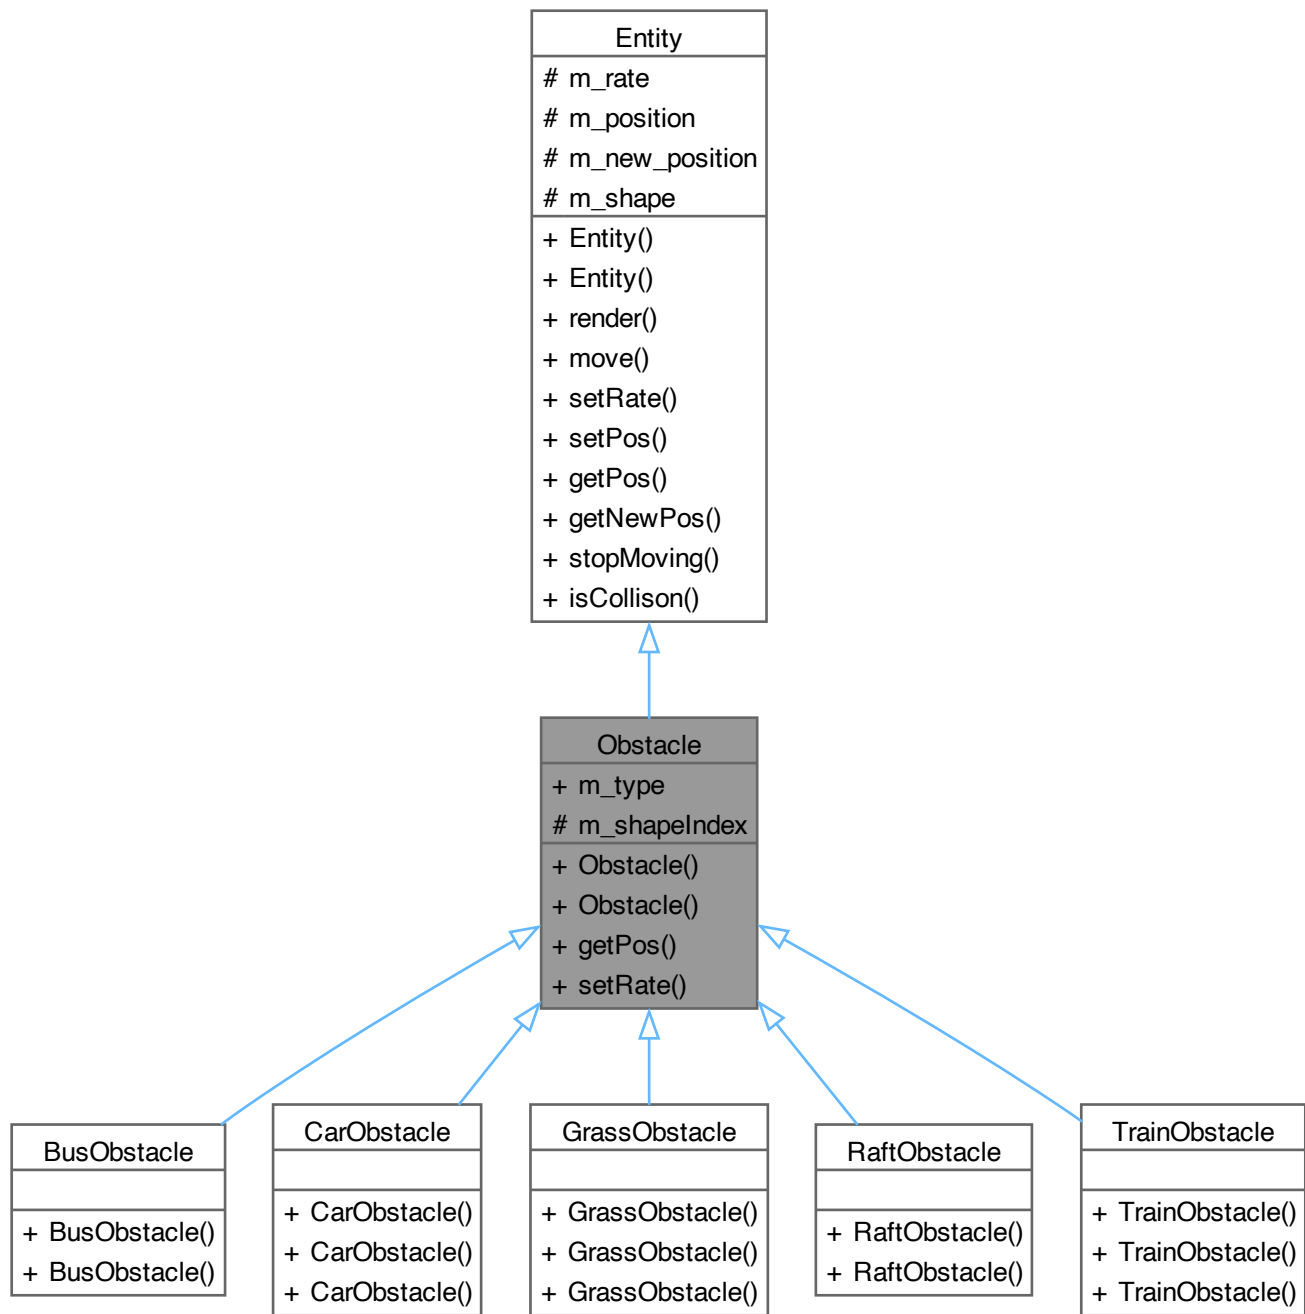 Entity
# m_rate
# m_position
# m_new_position
# m_shape
+ Entity()
+ Entity()
+ render()
+ move()
+ setRate()
+ setPos()
+ getPos()
+ getNewPos()
+ stopMoving()
+ isCollison()
Obstacle
+ m_type
# m_shapeIndex
+ Obstacle()
+ Obstacle()
+ getPos()
+ setRate()
BusObstacle
+ BusObstacle()
+ BusObstacle()
CarObstacle
+ CarObstacle()
+ CarObstacle()
+ CarObstacle()
GrassObstacle
+ GrassObstacle()
+ GrassObstacle()
+ GrassObstacle()
RaftObstacle
+ RaftObstacle()
+ RaftObstacle()
TrainObstacle
+ TrainObstacle()
+ TrainObstacle()
+ TrainObstacle()